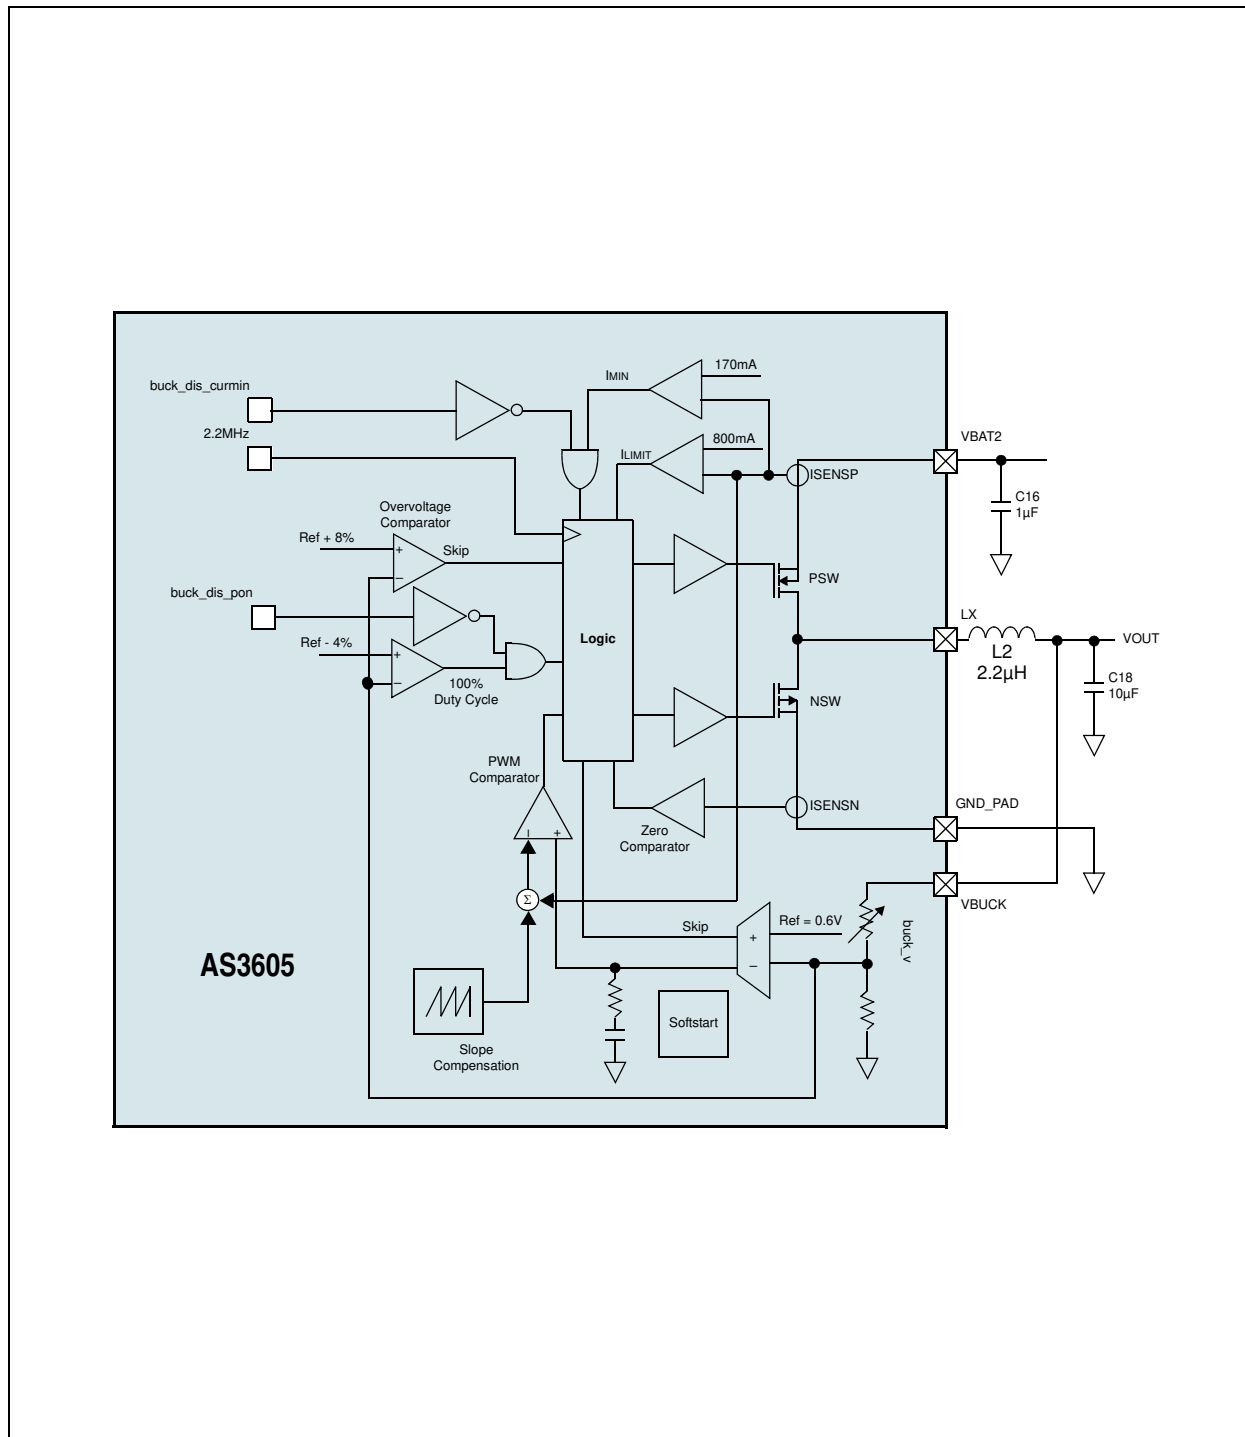 buck_dis_curmin
2.2MHz
IMIN
170mA
ILIMIT
800mA
ISENSP
VBAT2
C16
1µF
Overvoltage
Comparator
Ref + 8%
+
–
Skip
buck_dis_pon
Ref - 4%
+
–
100%
Duty Cycle
Logic
PSW
LX
L2
2.2µH
VOUT
C18
10µF
NSW
PWM
Comparator
–
+
Zero
Comparator
ISENSN
GND_PAD
VBUCK
Σ
Skip
+
–
Ref = 0.6V
buck_v
AS3605
Softstart
Slope
Compensation